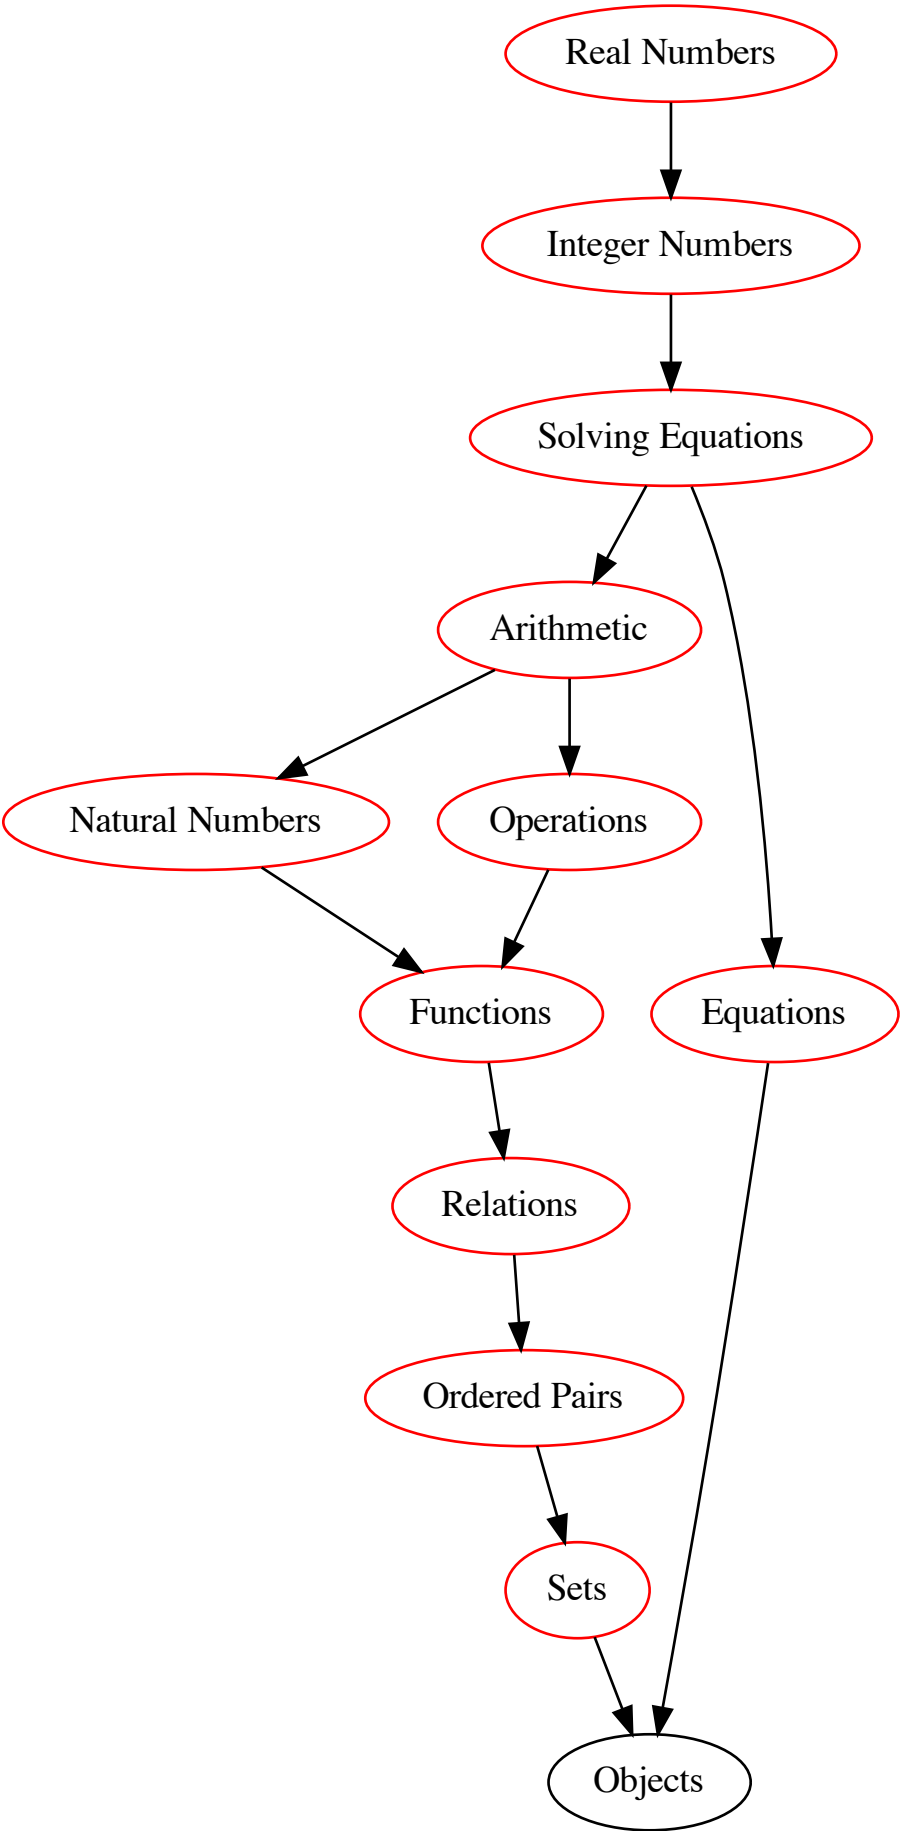 Real Numbers
Integer Numbers
Solving Equations
Arithmetic
Natural Numbers
Operations
Functions
Equations
Relations
Ordered Pairs
Sets
Objects